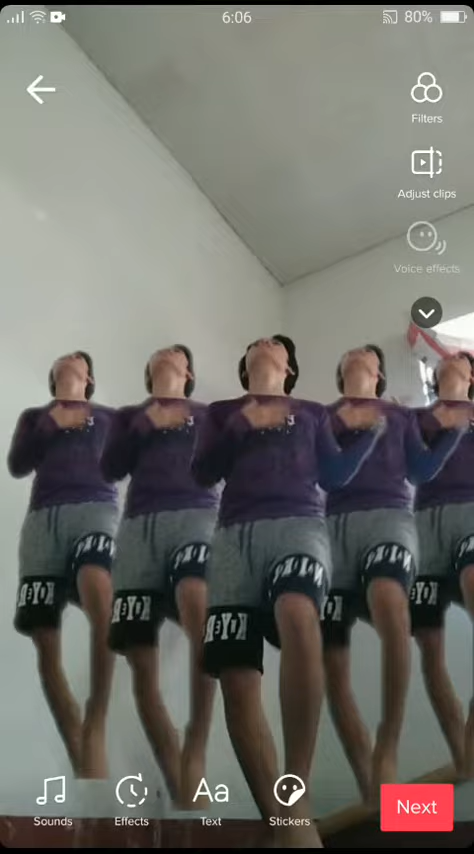 6:06
80%
Filters
Adjust clips
Voice effects
Sounds
Effects
Aa
Text
Stickers
Next